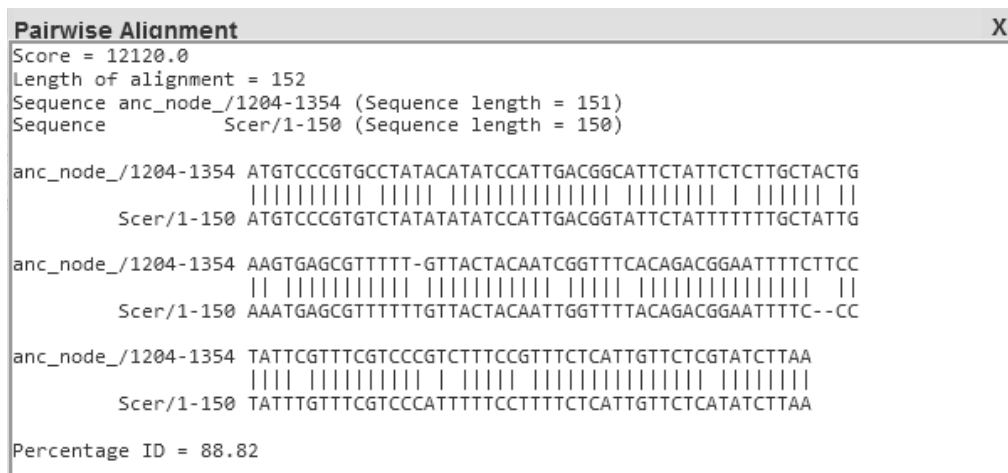 Pairwise Alignment X
Score = 12120.0
Length of alignment = 152
Sequence anc_node_/1204-1354 (Sequence length = 151)
Sequence Scer/1-150 (Sequence length = 150)
anc_node_/1204-1354 ATGTCCCGTGCCTATACATATCCATTGACGGCATTCTATTCTCTTGCTACTG
|||||||||| ||||| |||||||||||||| |||||||| | |||||| ||
Scer/1-150 ATGTCCCGTGTCTATATATATCCATTGACGGTATTCTATTTTTTTGCTATTG
anc_node_/1204-1354 AAGTGAGCGTTTTTT-GTTACTACAATCGGTTTCACAGACGGAATTTTCTTCC
|| ||||||||||| ||||||||||| ||||| ||||||||||||||| ||
Scer/1-150 AAATGAGCGTTTTTTTGTTACTACAATTGGTTTTACAGACGGAATTTTC--CC
anc_node_/1204-1354 TATTCGTTTCGTCCCGTCTTTCCGTTTCTCATTGTTCTCGTATCTTAA
|||| |||||||||| | ||||| ||||||||||||||| ||||||||
Scer/1-150 TATTTGTTTCGTCCCATTTTTCCTTTTCTCATTGTTCTCATATCTTAA
Percentage ID = 88.82